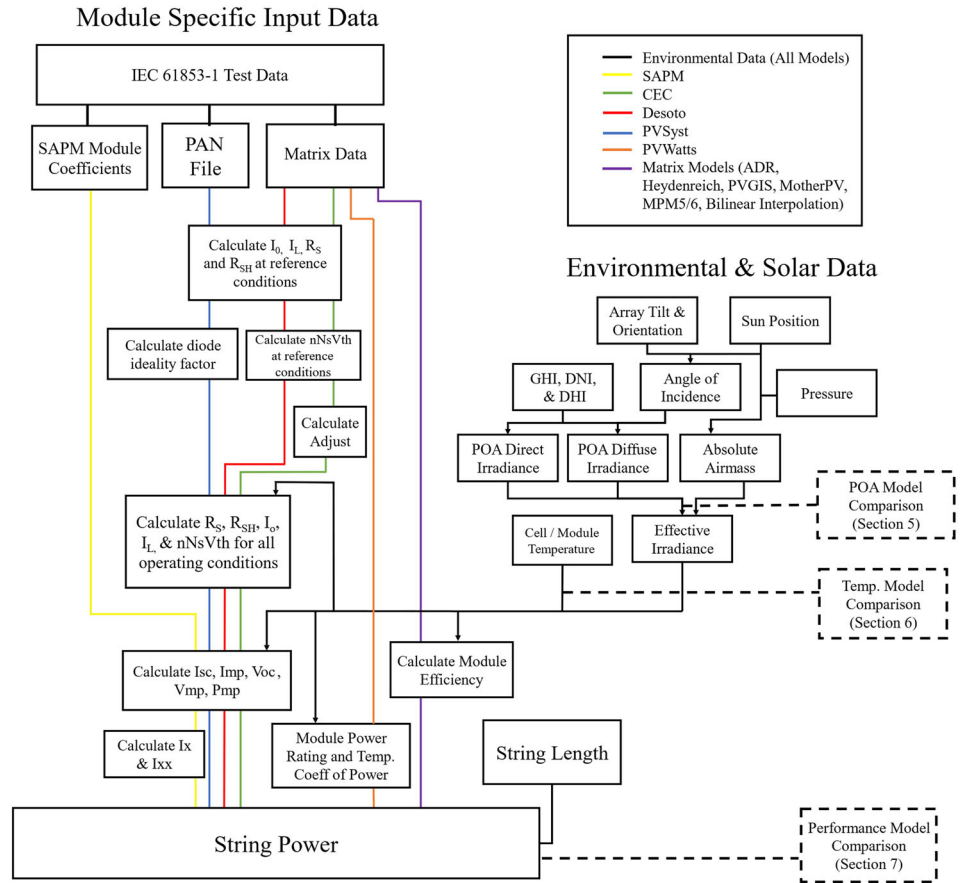 Module Specific Input Data
IEC 61853-1 Test Data
SAPM Module
Coefficients
PAN
File
Matrix Data
Environmental Data (All Models)
SAPM
CEC
Desoto
PVSyst
PVWatts
Matrix Models (ADR,
Heydenreich, PVGIS, MotherPV,
MPM5/6, Bilinear Interpolation)
Calculate I0, IL, RS
and RSH at reference
conditions
Calculate diode
ideality factor
Calculate nNsVth
at reference
conditions
Calculate
Adjust
Calculate RS, RSH, Io,
IL, & nNsVth for all
operating conditions
Calculate Isc, Imp, Voc,
Vmp, Pmp
Calculate Ix
& Ixx
Module Power
Rating and Temp.
Coeff of Power
Calculate Module
Efficiency
Environmental & Solar Data
Array Tilt &
Orientation
Sun Position
GHI, DNI,
& DHI
Angle of
Incidence
Pressure
POA Direct
Irradiance
POA Diffuse
Irradiance
Absolute
Airmass
Cell / Module
Temperature
Effective
Irradiance
POA Model
Comparison
(Section 5)
Temp. Model
Comparison
(Section 6)
String Length
String Power
Performance Model
Comparison
(Section 7)